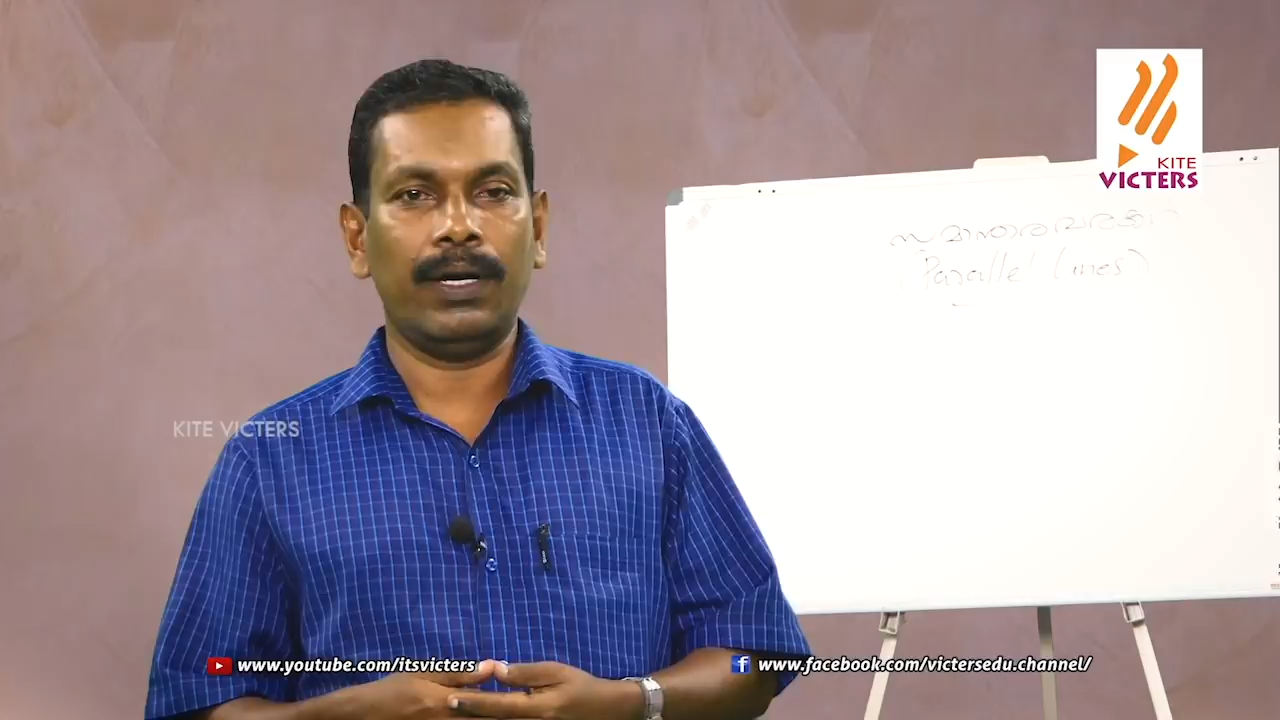 KITE
VICTERS
സമാന്തരവരകൾ
Parallel lines
KITE VICTERS
www.youtube.com/itsvicters
www.facebook.com/victersedu.channel/